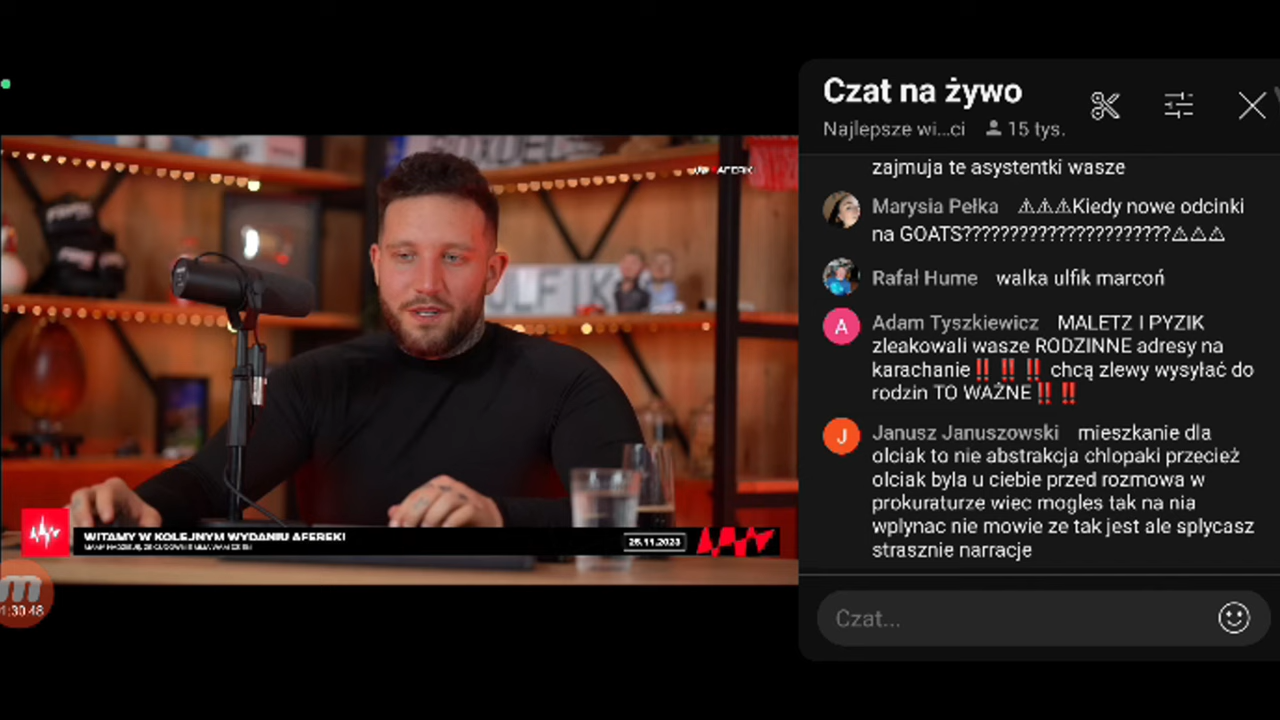 Czat na żywo
Najlepsze wi...ci 15 tys.
zajmuja te asystentki wasze
Marysia Pełka ⚠⚠⚠Kiedy nowe odcinki
na GOATS???????????????????????⚠⚠⚠
Rafał Hume walka ulfik marcoń
A
Adam Tyszkiewicz MALETZ I PYZIK
zleakowali wasze RODZINNE adresy na
karachanie‼️‼️‼️ chcą zlewy wysyłać do
rodzin TO WAŻNE‼️‼️
J
Janusz Januszowski mieszkanie dla
olciak to nie abstrakcja chlopaki przecież
olciak byla u ciebie przed rozmowa w
prokuraturze wiec mogles tak na nia
wplynac nie mowie ze tak jest ale splycasz
strasznie narracje
Czat...
AFERKI
ULFIK
WITAMY W KOLEJNYM WYDANIU AFEREK!
25.11.2023
m
1:30:48